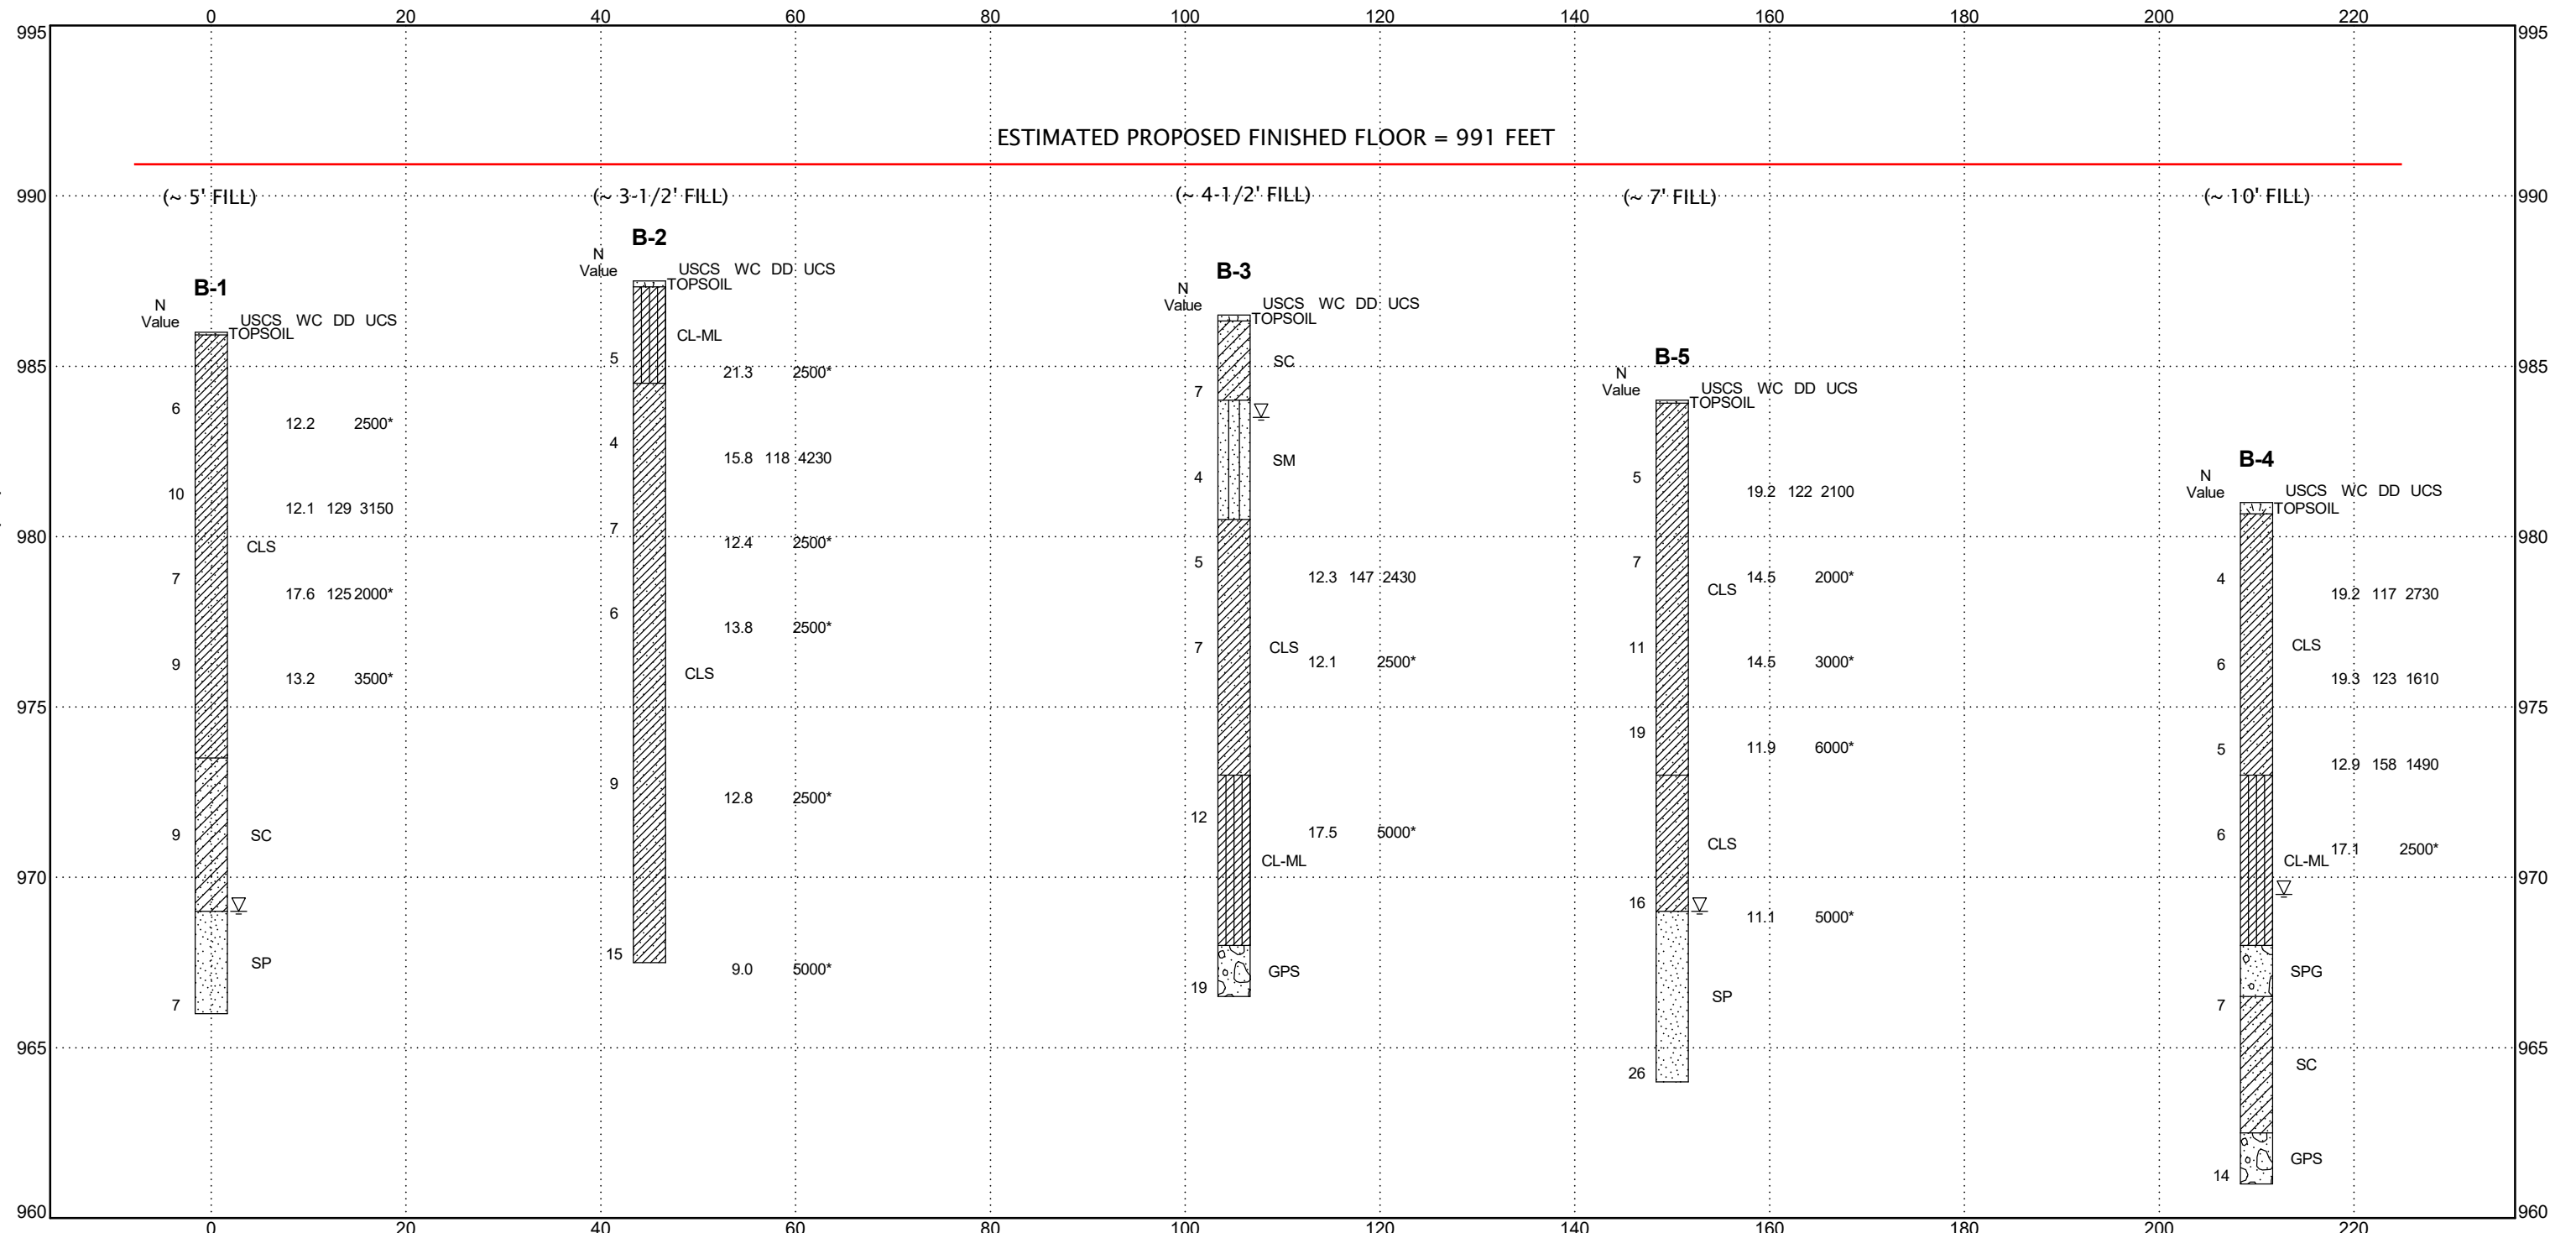 0 20 40 60 80 100 120 140 160 180 200 220
995 995
ESTIMATED PROPOSED FINISHED FLOOR = 991 FEET
990 (~ 5' FILL) (~ 3-1/2' FILL) (~ 4-1/2' FILL) (~ 7' FILL) (~ 10' FILL) 990
B-1
N
Value USCS WC DD UCS
TOPSOIL
6
12.2 2500*
10
12.1 129 3150
CLS
7
17.6 125 2000*
9
13.2 3500*
9 SC
SP
7
B-2
N
Value USCS WC DD UCS
TOPSOIL
CL-ML
5
21.3 2500*
4
15.8 118 4230
7
12.4 2500*
6
13.8 2500*
CLS
9
12.8 2500*
15
9.0 5000*
B-3
N
Value USCS WC DD UCS
TOPSOIL
SC
7
SM
4
5
12.3 147 2430
7 CLS
12.1 2500*
12
17.5 5000*
CL-ML
GPS
19
B-5
N
Value USCS WC DD UCS
TOPSOIL
5
19.2 122 2100
7
14.5 2000*
CLS
11
14.5 3000*
19
11.9 6000*
CLS
16
11.1 5000*
SP
26
B-4
N
Value USCS WC DD UCS
TOPSOIL
4
19.2 117 2730
CLS
6
19.3 123 1610
5
12.9 158 1490
6
17.1 2500*
CL-ML
SPG
7
SC
GPS
14
985 985
980 980
975 975
970 970
965 965
960 960
0 20 40 60 80 100 120 140 160 180 200 220